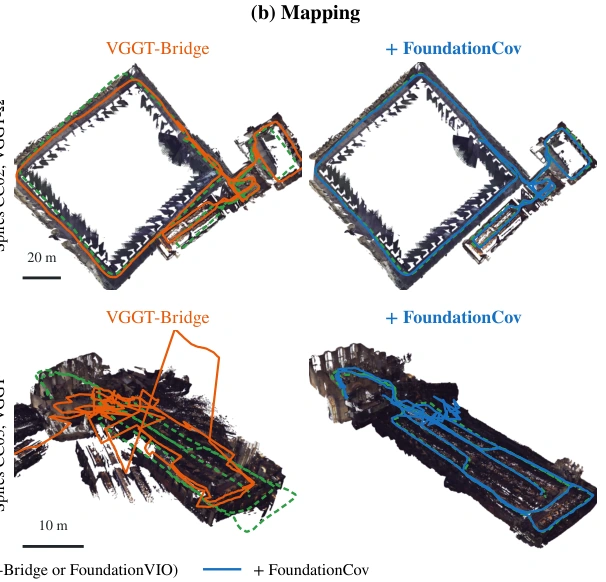 (b) Mapping
VGGT-Bridge
+ FoundationCov
20 m
VGGT-Bridge
+ FoundationCov
10 m
-Bridge or FoundationVIO)
+ FoundationCov